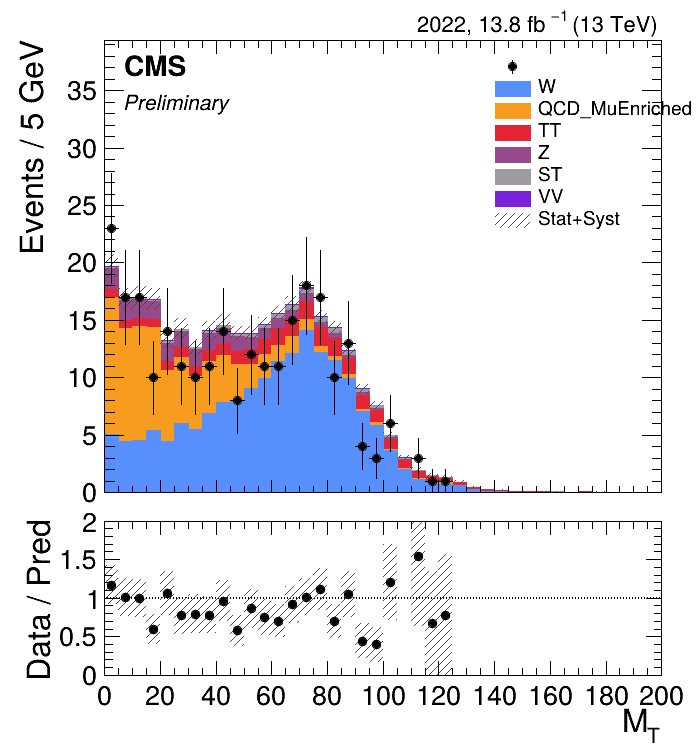 2022, 13.8 fb⁻¹ (13 TeV)
CMS
Preliminary
W
QCD_MuEnriched
TT
Z
ST
VV
Stat+Syst
Events / 5 GeV
35
30
25
20
15
10
5
0
Data / Pred
2
1.5
1
0.5
0
0 20 40 60 80 100 120 140 160 180 200
M_T